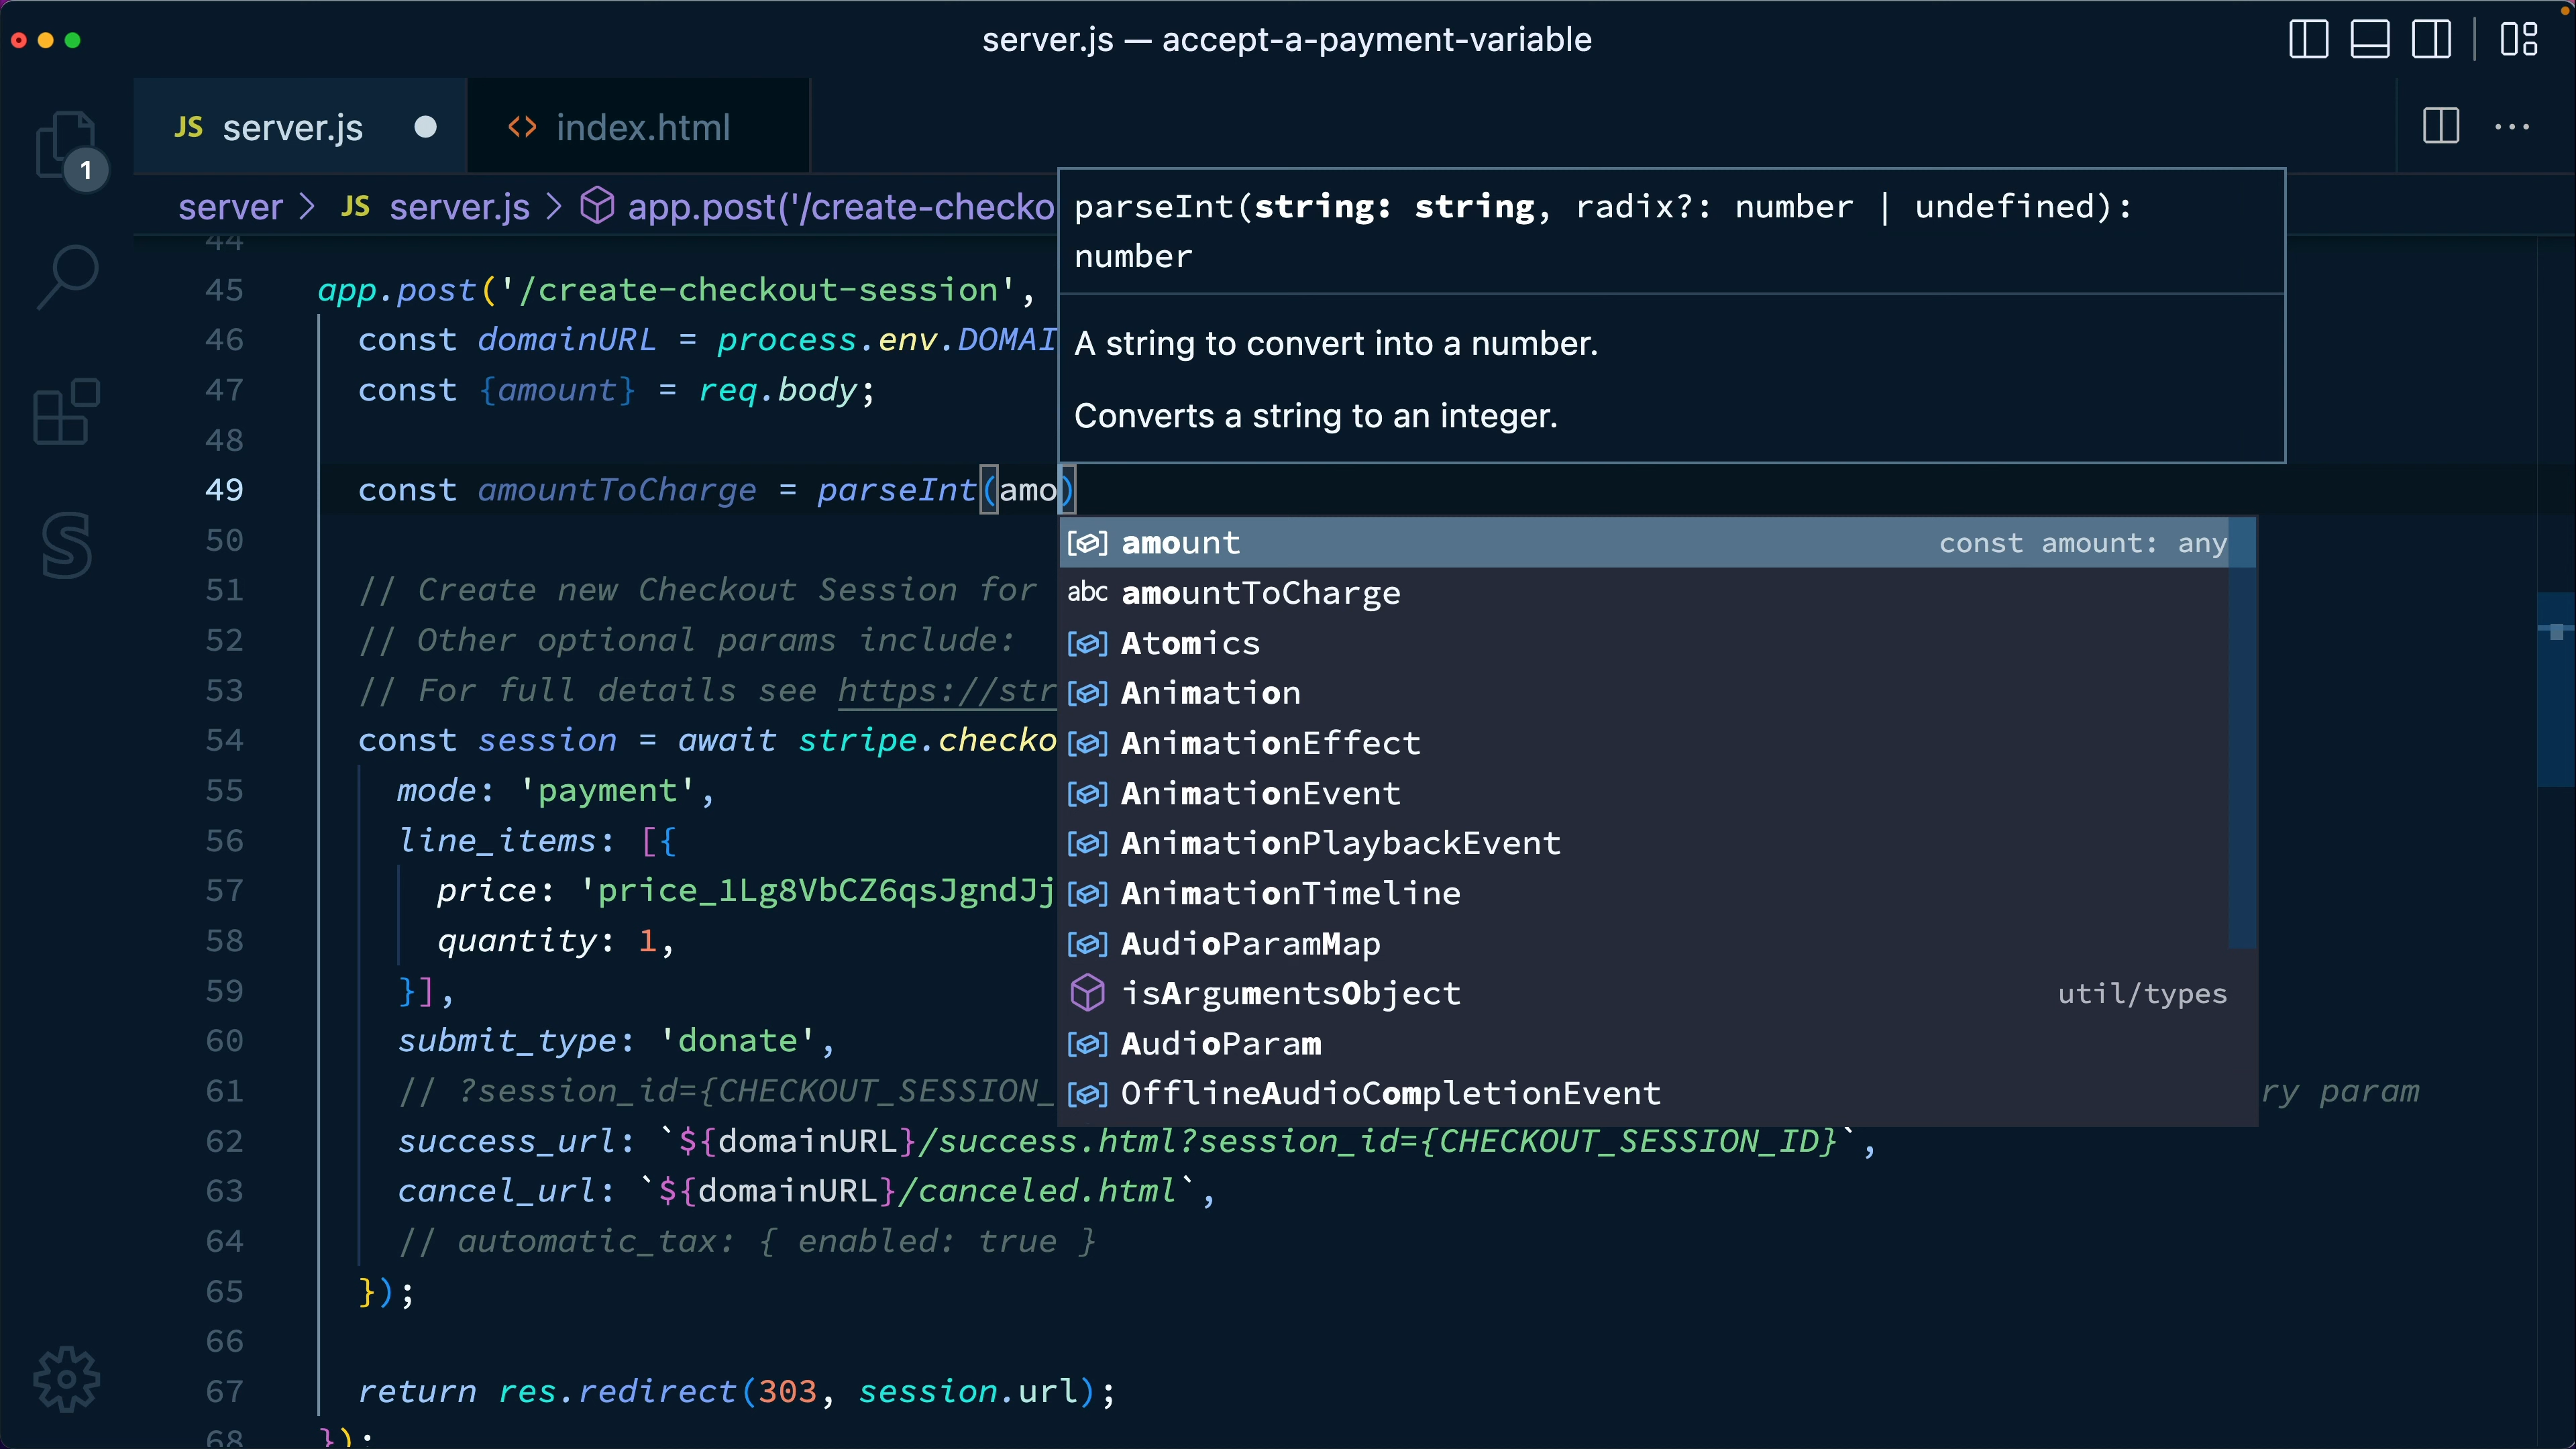 server.js — accept-a-payment-variable
JS server.js
<> index.html
1
server > JS server.js > app.post('/create-checko
parseInt(string: string, radix?: number | undefined):
number
A string to convert into a number.
Converts a string to an integer.
44
45 app.post('/create-checkout-session',
46 const domainURL = process.env.DOMAI
47 const {amount} = req.body;
48
49 const amountToCharge = parseInt(amo)
amount const amount: any
abc amountToCharge
Atomics
Animation
AnimationEffect
AnimationEvent
AnimationPlaybackEvent
AnimationTimeline
AudioParamMap
isArgumentsObject util/types
AudioParam
OfflineAudioCompletionEvent
50
51 // Create new Checkout Session for
52 // Other optional params include:
53 // For full details see https://str
54 const session = await stripe.checko
55 mode: 'payment',
56 line_items: [{
57 price: 'price_1Lg8VbCZ6qsJgndJj
58 quantity: 1,
59 }],
60 submit_type: 'donate',
61 // ?session_id={CHECKOUT_SESSION_ ry param
62 success_url: `${domainURL}/success.html?session_id={CHECKOUT_SESSION_ID}`,
63 cancel_url: `${domainURL}/canceled.html`,
64 // automatic_tax: { enabled: true }
65 });
66
67 return res.redirect(303, session.url);
68 });
S